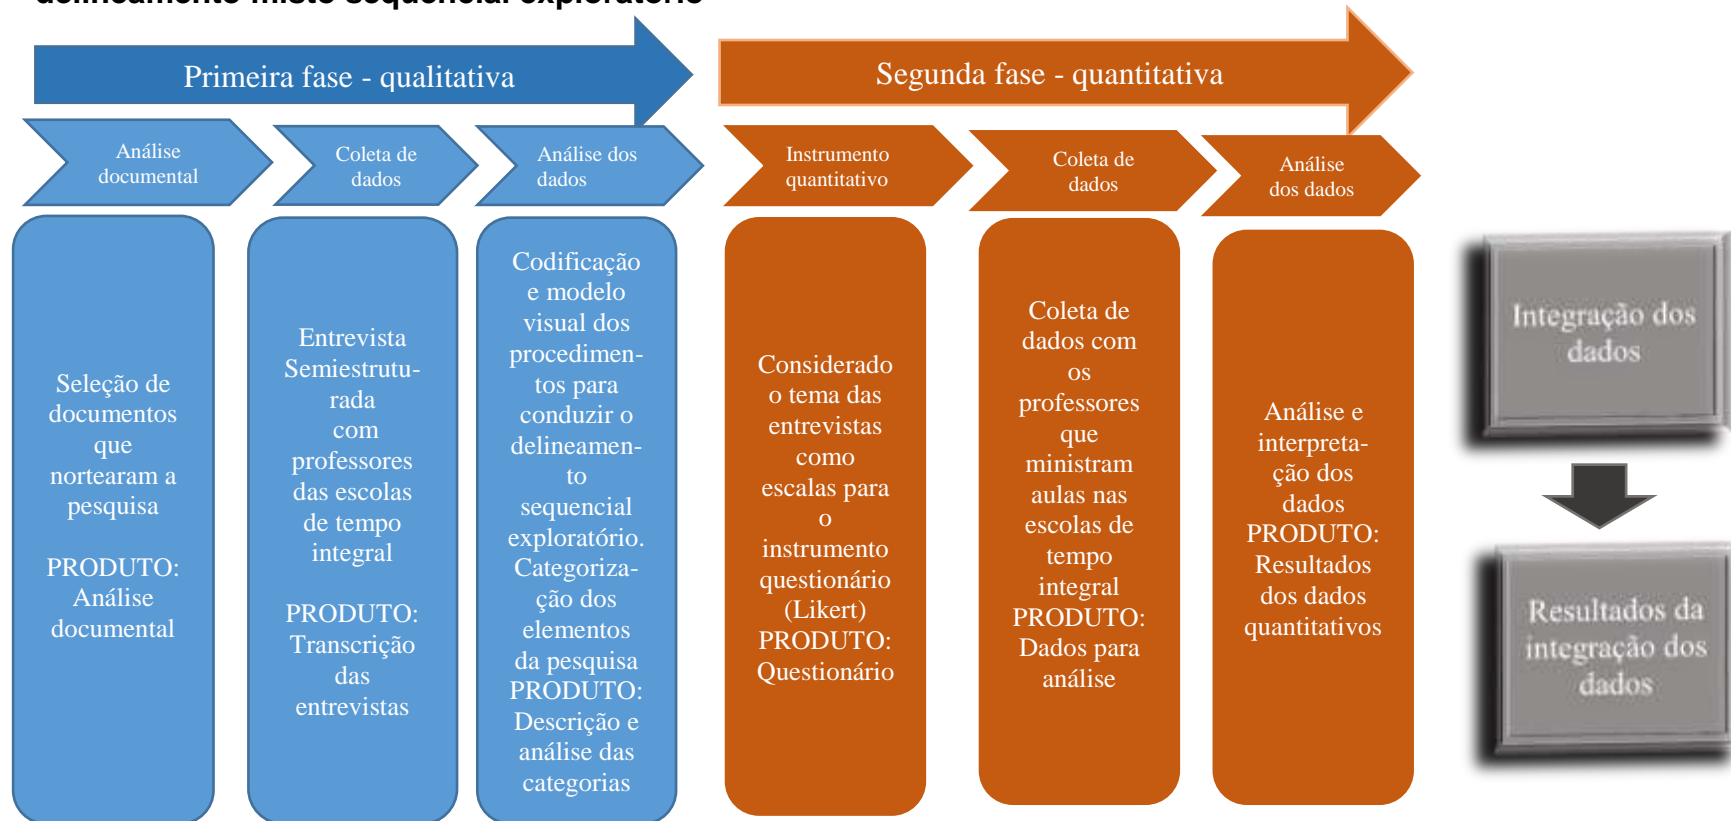 delineamento misto sequencial exploratório
Primeira fase - qualitativa
Segunda fase - quantitativa
Análise
documental
Coleta de
dados
Análise dos
dados
Instrumento
quantitativo
Coleta de
dados
Análise
dos dados
Seleção de
documentos
que
nortearam a
pesquisa
PRODUTO:
Análise
documental
Entrevista
Semiestrutu-
rada
com
professores
das escolas
de tempo
integral
PRODUTO:
Transcrição
das
entrevistas
Codificação
e modelo
visual dos
procedimen-
tos para
conduzir o
delineamen-
to
sequencial
exploratório.
Categoriza-
ção dos
elementos
da pesquisa
PRODUTO:
Descrição e
análise das
categorias
Considerado
o tema das
entrevistas
como
escalas para
o
instrumento
questionário
(Likert)
PRODUTO:
Questionário
Coleta de
dados com
os
professores
que
ministram
aulas nas
escolas de
tempo
integral
PRODUTO:
Dados para
análise
Análise e
interpreta-
ção dos
dados
PRODUTO:
Resultados
dos dados
quantitativos
Integração dos
dados
Resultados da
integração dos
dados